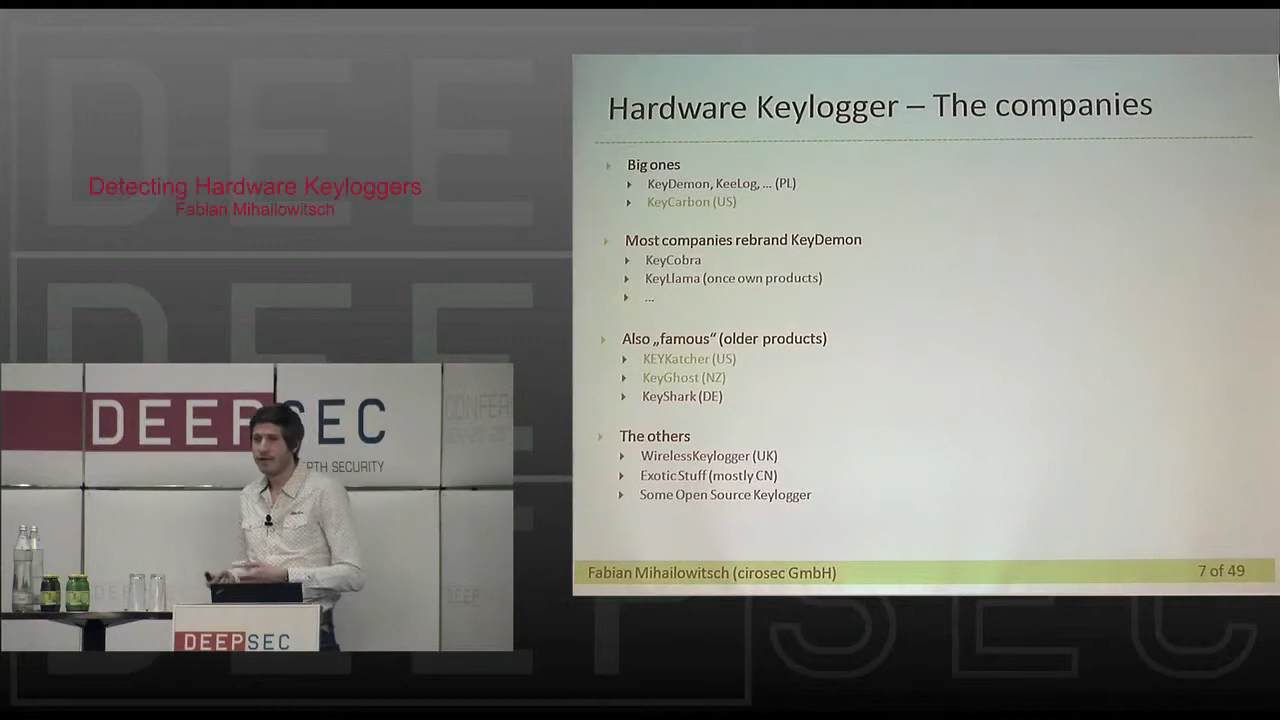 Detecting Hardware Keyloggers
Fabian Mihailowitsch
Hardware Keylogger – The companies
Big ones
KeyDemon, KeeLog, ... (PL)
KeyCarbon (US)
Most companies rebrand KeyDemon
KeyCobra
KeyLlama (once own products)
...
Also „famous“ (older products)
KEYKatcher (US)
KeyGhost (NZ)
KeyShark (DE)
The others
WirelessKeylogger (UK)
Exotic Stuff (mostly CN)
Some Open Source Keylogger
Fabian Mihailowitsch (cirosec GmbH)
7 of 49
DEEPSEC
PTH SECURITY
DEEPSEC